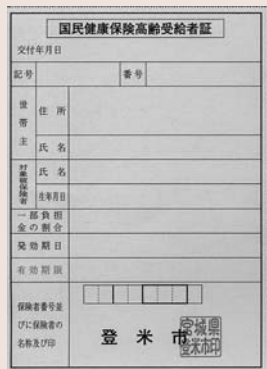 国民健康保険高齢受給者証
交付年月日
記号
番号
世帯主
住所
氏名
対象被保険者
氏名
生年月日
一部負担
金の割合
発効期日
有効期限
保険者番号並
びに保険者の
名称及び印
登米市
宮城県
登米市印